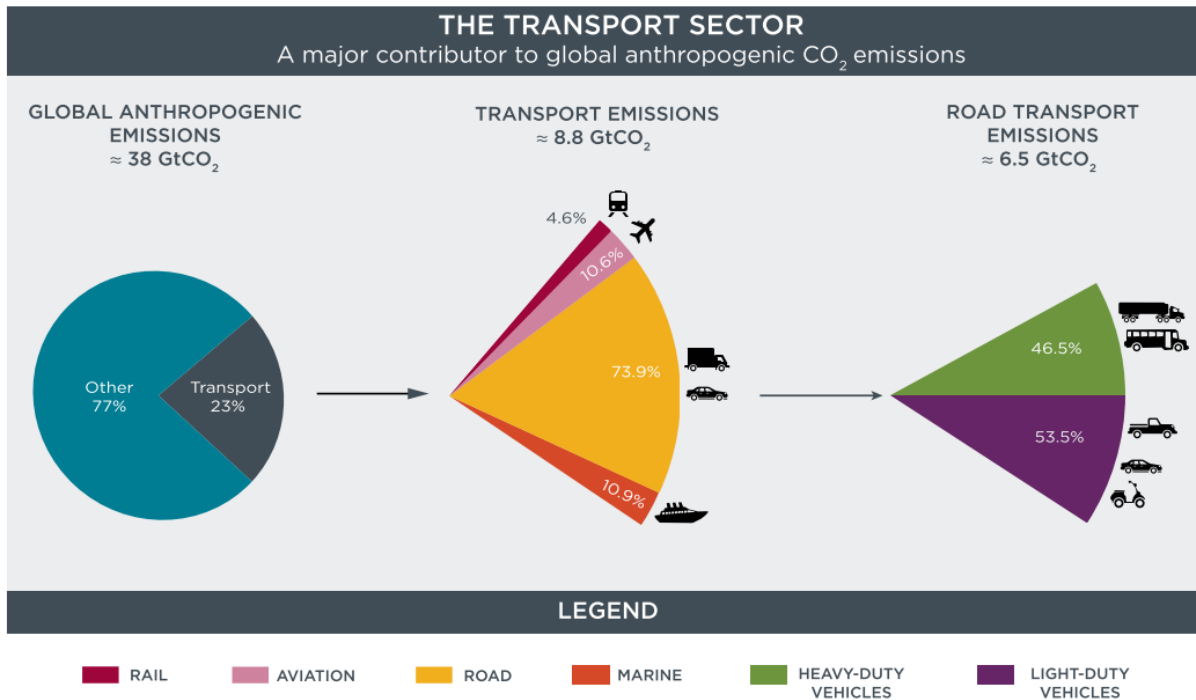 THE TRANSPORT SECTOR
A major contributor to global anthropogenic CO₂ emissions
GLOBAL ANTHROPOGENIC
EMISSIONS
≈ 38 GtCO₂
Other
77%
Transport
23%
TRANSPORT EMISSIONS
≈ 8.8 GtCO₂
4.6%
10.6%
73.9%
10.9%
ROAD TRANSPORT
EMISSIONS
≈ 6.5 GtCO₂
46.5%
53.5%
LEGEND
RAIL
AVIATION
ROAD
MARINE
HEAVY-DUTY
VEHICLES
LIGHT-DUTY
VEHICLES